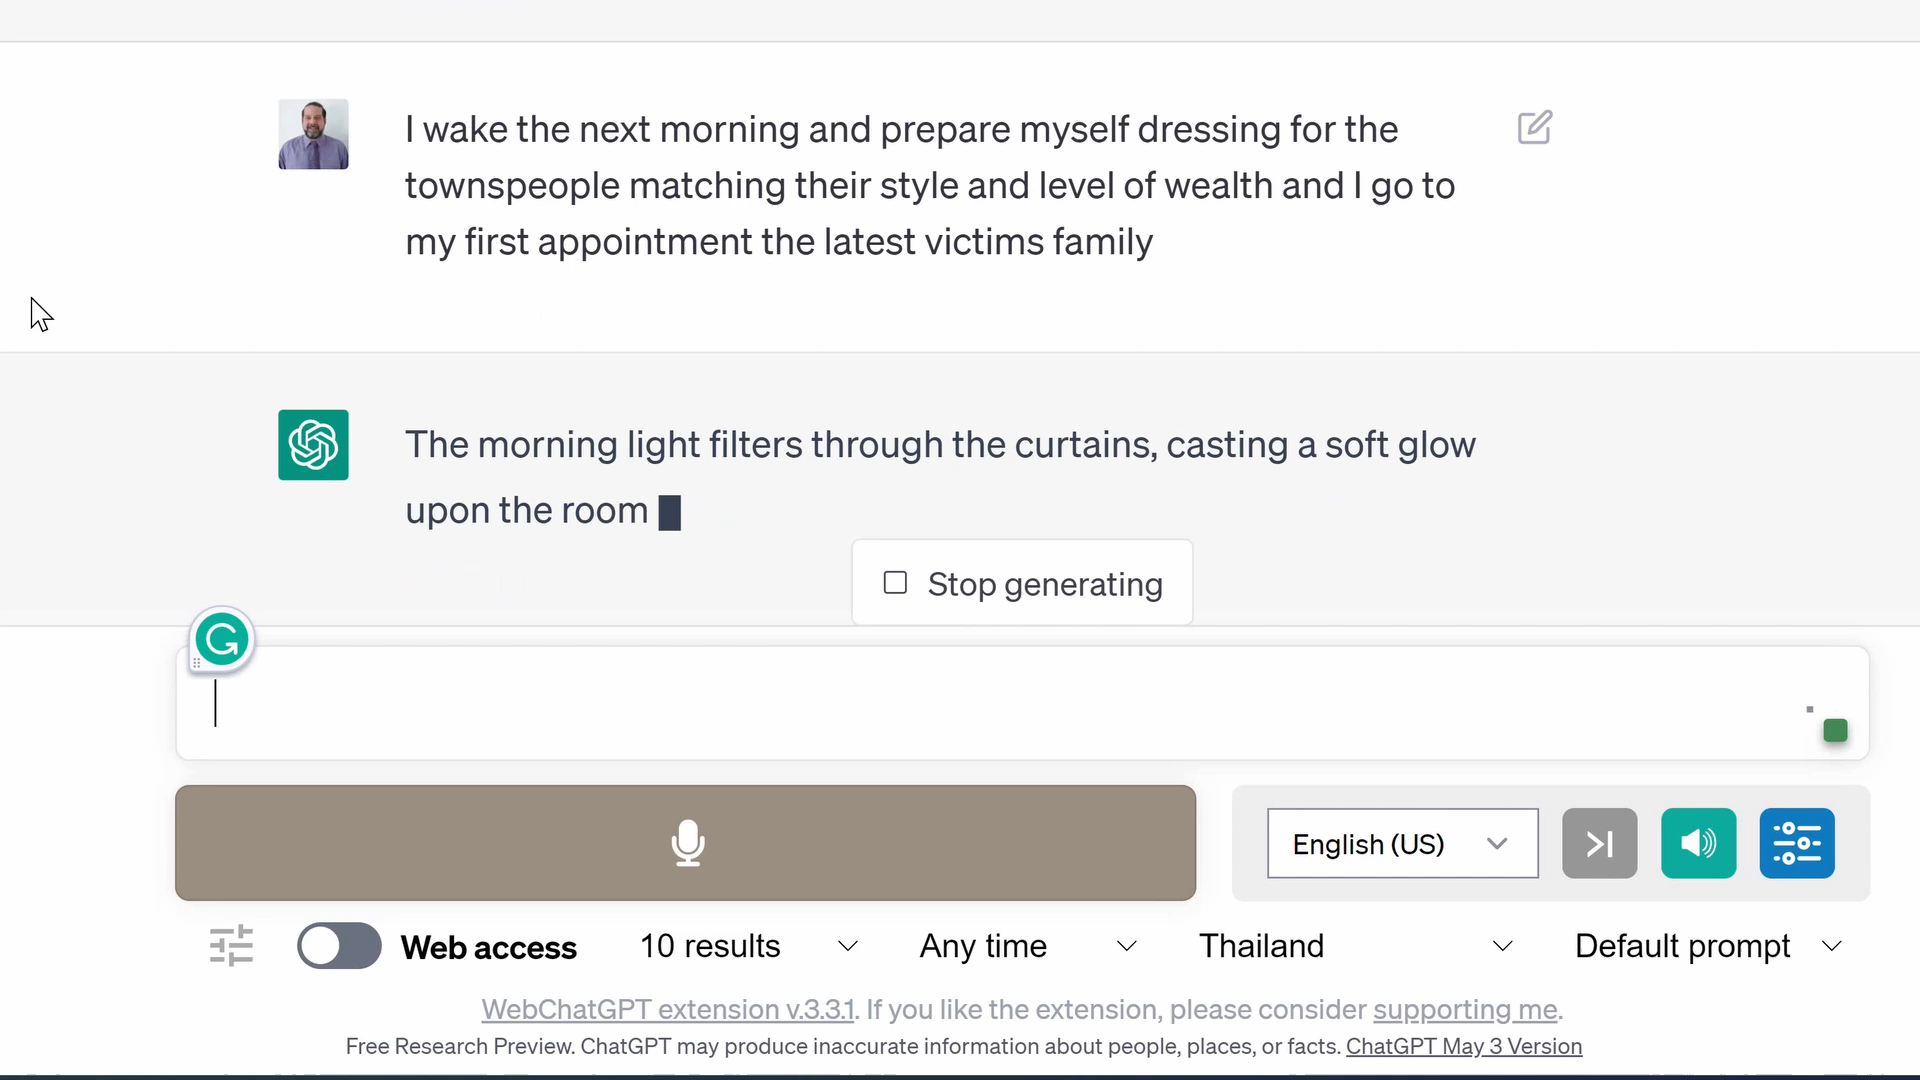 I wake the next morning and prepare myself dressing for the
townspeople matching their style and level of wealth and I go to
my first appointment the latest victims family
The morning light filters through the curtains, casting a soft glow
upon the room
Stop generating
English (US)
Web access
10 results
Any time
Thailand
Default prompt
WebChatGPT extension v.3.3.1. If you like the extension, please consider supporting me.
Free Research Preview. ChatGPT may produce inaccurate information about people, places, or facts. ChatGPT May 3 Version